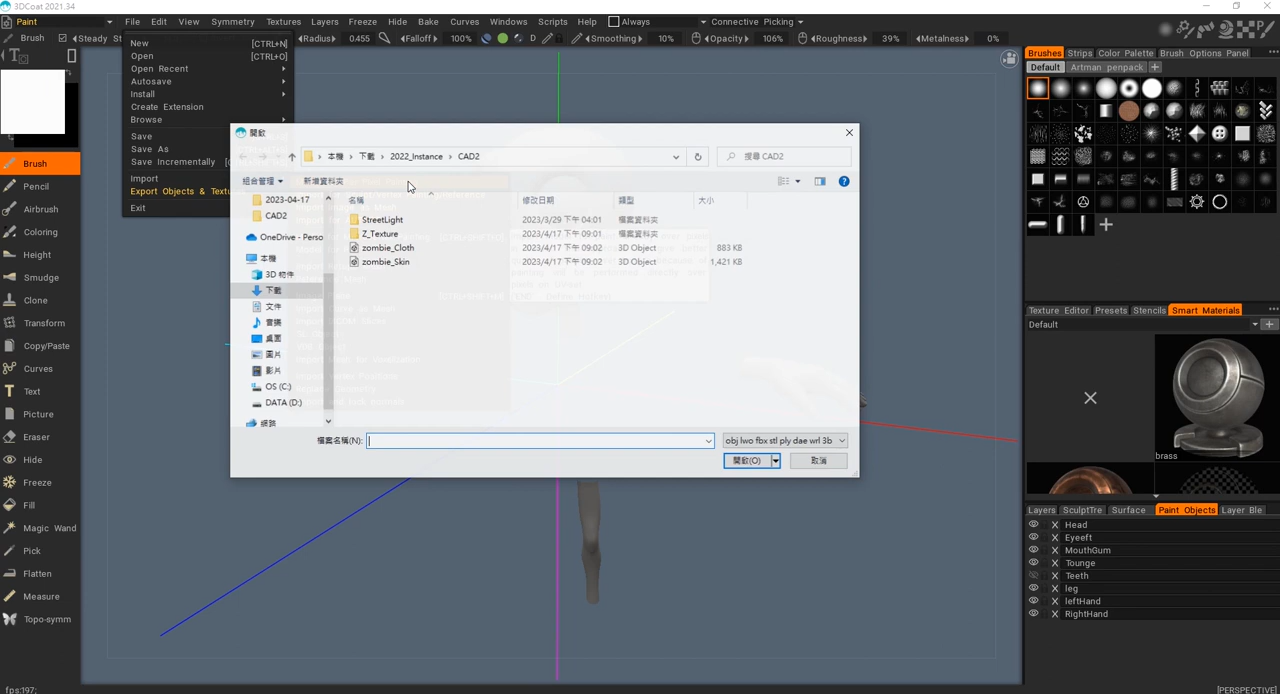 3DCoat 2021.34
Paint File Edit View Symmetry Textures Layers Freeze Hide Bake Curves Windows Scripts Help Always Connective Picking
Brush Steady St Radius 0.455 Falloff 100% D Smoothing 10% Opacity 106% Roughness 39% Metalness 0%
New [CTRL+N]
Open [CTRL+O]
Open Recent
Autosave
Install
Create Extension
Browse
Save
Save As
Save Incrementally
Import
Export Objects & Textu
Exit
Brush
Pencil
Airbrush
Coloring
Height
Smudge
Clone
Transform
Copy/Paste
Curves
Text
Picture
Eraser
Hide
Freeze
Fill
Magic Wand
Pick
Flatten
Measure
Topo-symm
fps:197;
開啟
本機 › 下載 › 2022_Instance › CAD2
搜尋 CAD2
組合管理 新增資料夾
名稱 修改日期 類型 大小
StreetLight 2023/3/29 下午 04:01 檔案資料夾
Z_Texture 2023/4/17 下午 09:01 檔案資料夾
zombie_Cloth 2023/4/17 下午 09:02 3D Object 883 KB
zombie_Skin 2023/4/17 下午 09:02 3D Object 1,421 KB
2023-04-17
CAD2
OneDrive - Perso
本機
3D 物件
下載
文件
音樂
桌面
圖片
影片
OS (C:)
DATA (D:)
網路
檔案名稱(N):
obj lwo fbx stl ply dae wrl 3b
開啟(O) 取消
Brushes Strips Color Palette Brush Options Panel
Default Artman penpack
Texture Editor Presets Stencils Smart Materials
Default
brass
Layers SculptTre Surface Paint Objects Layer Ble
Head
Eyeeft
MouthGum
Tounge
Teeth
leg
leftHand
RightHand
[PERSPECTIVE]